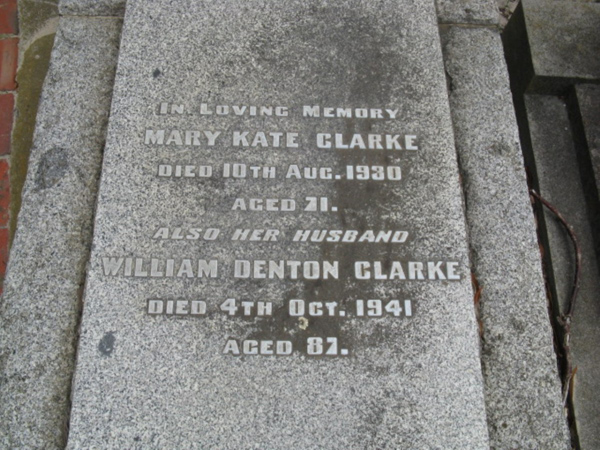 In Loving Memory
MARY KATE CLARKE
DIED 10TH AUG. 1930
AGED 71.
ALSO HER HUSBAND
WILLIAM DENTON CLARKE
DIED 4TH OCT. 1941
AGED 87.